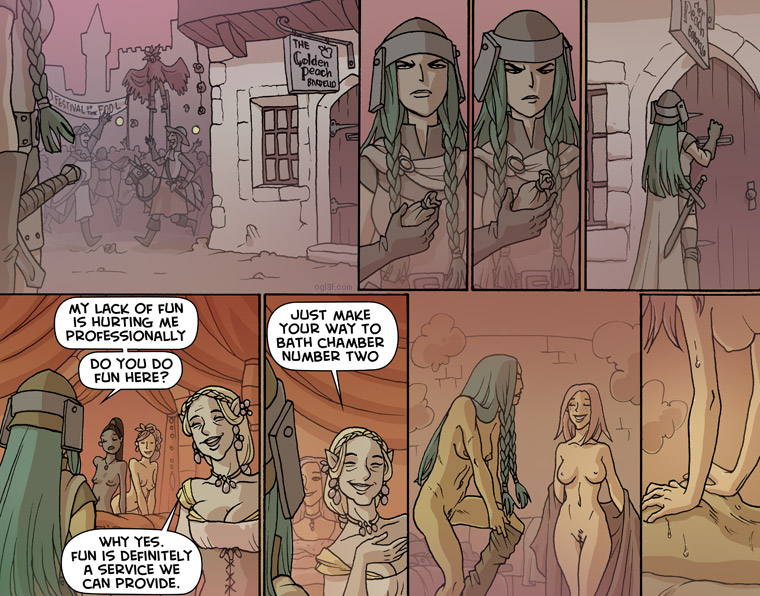 FESTIVAL OF THE FOOL
THE
Golden
Peach
BORDELLO
oglaf.com
Peach
MY LACK OF FUN
IS HURTING ME
PROFESSIONALLY
DO YOU DO
FUN HERE?
WHY YES.
FUN IS DEFINITELY
A SERVICE WE
CAN PROVIDE.
JUST MAKE
YOUR WAY TO
BATH CHAMBER
NUMBER TWO